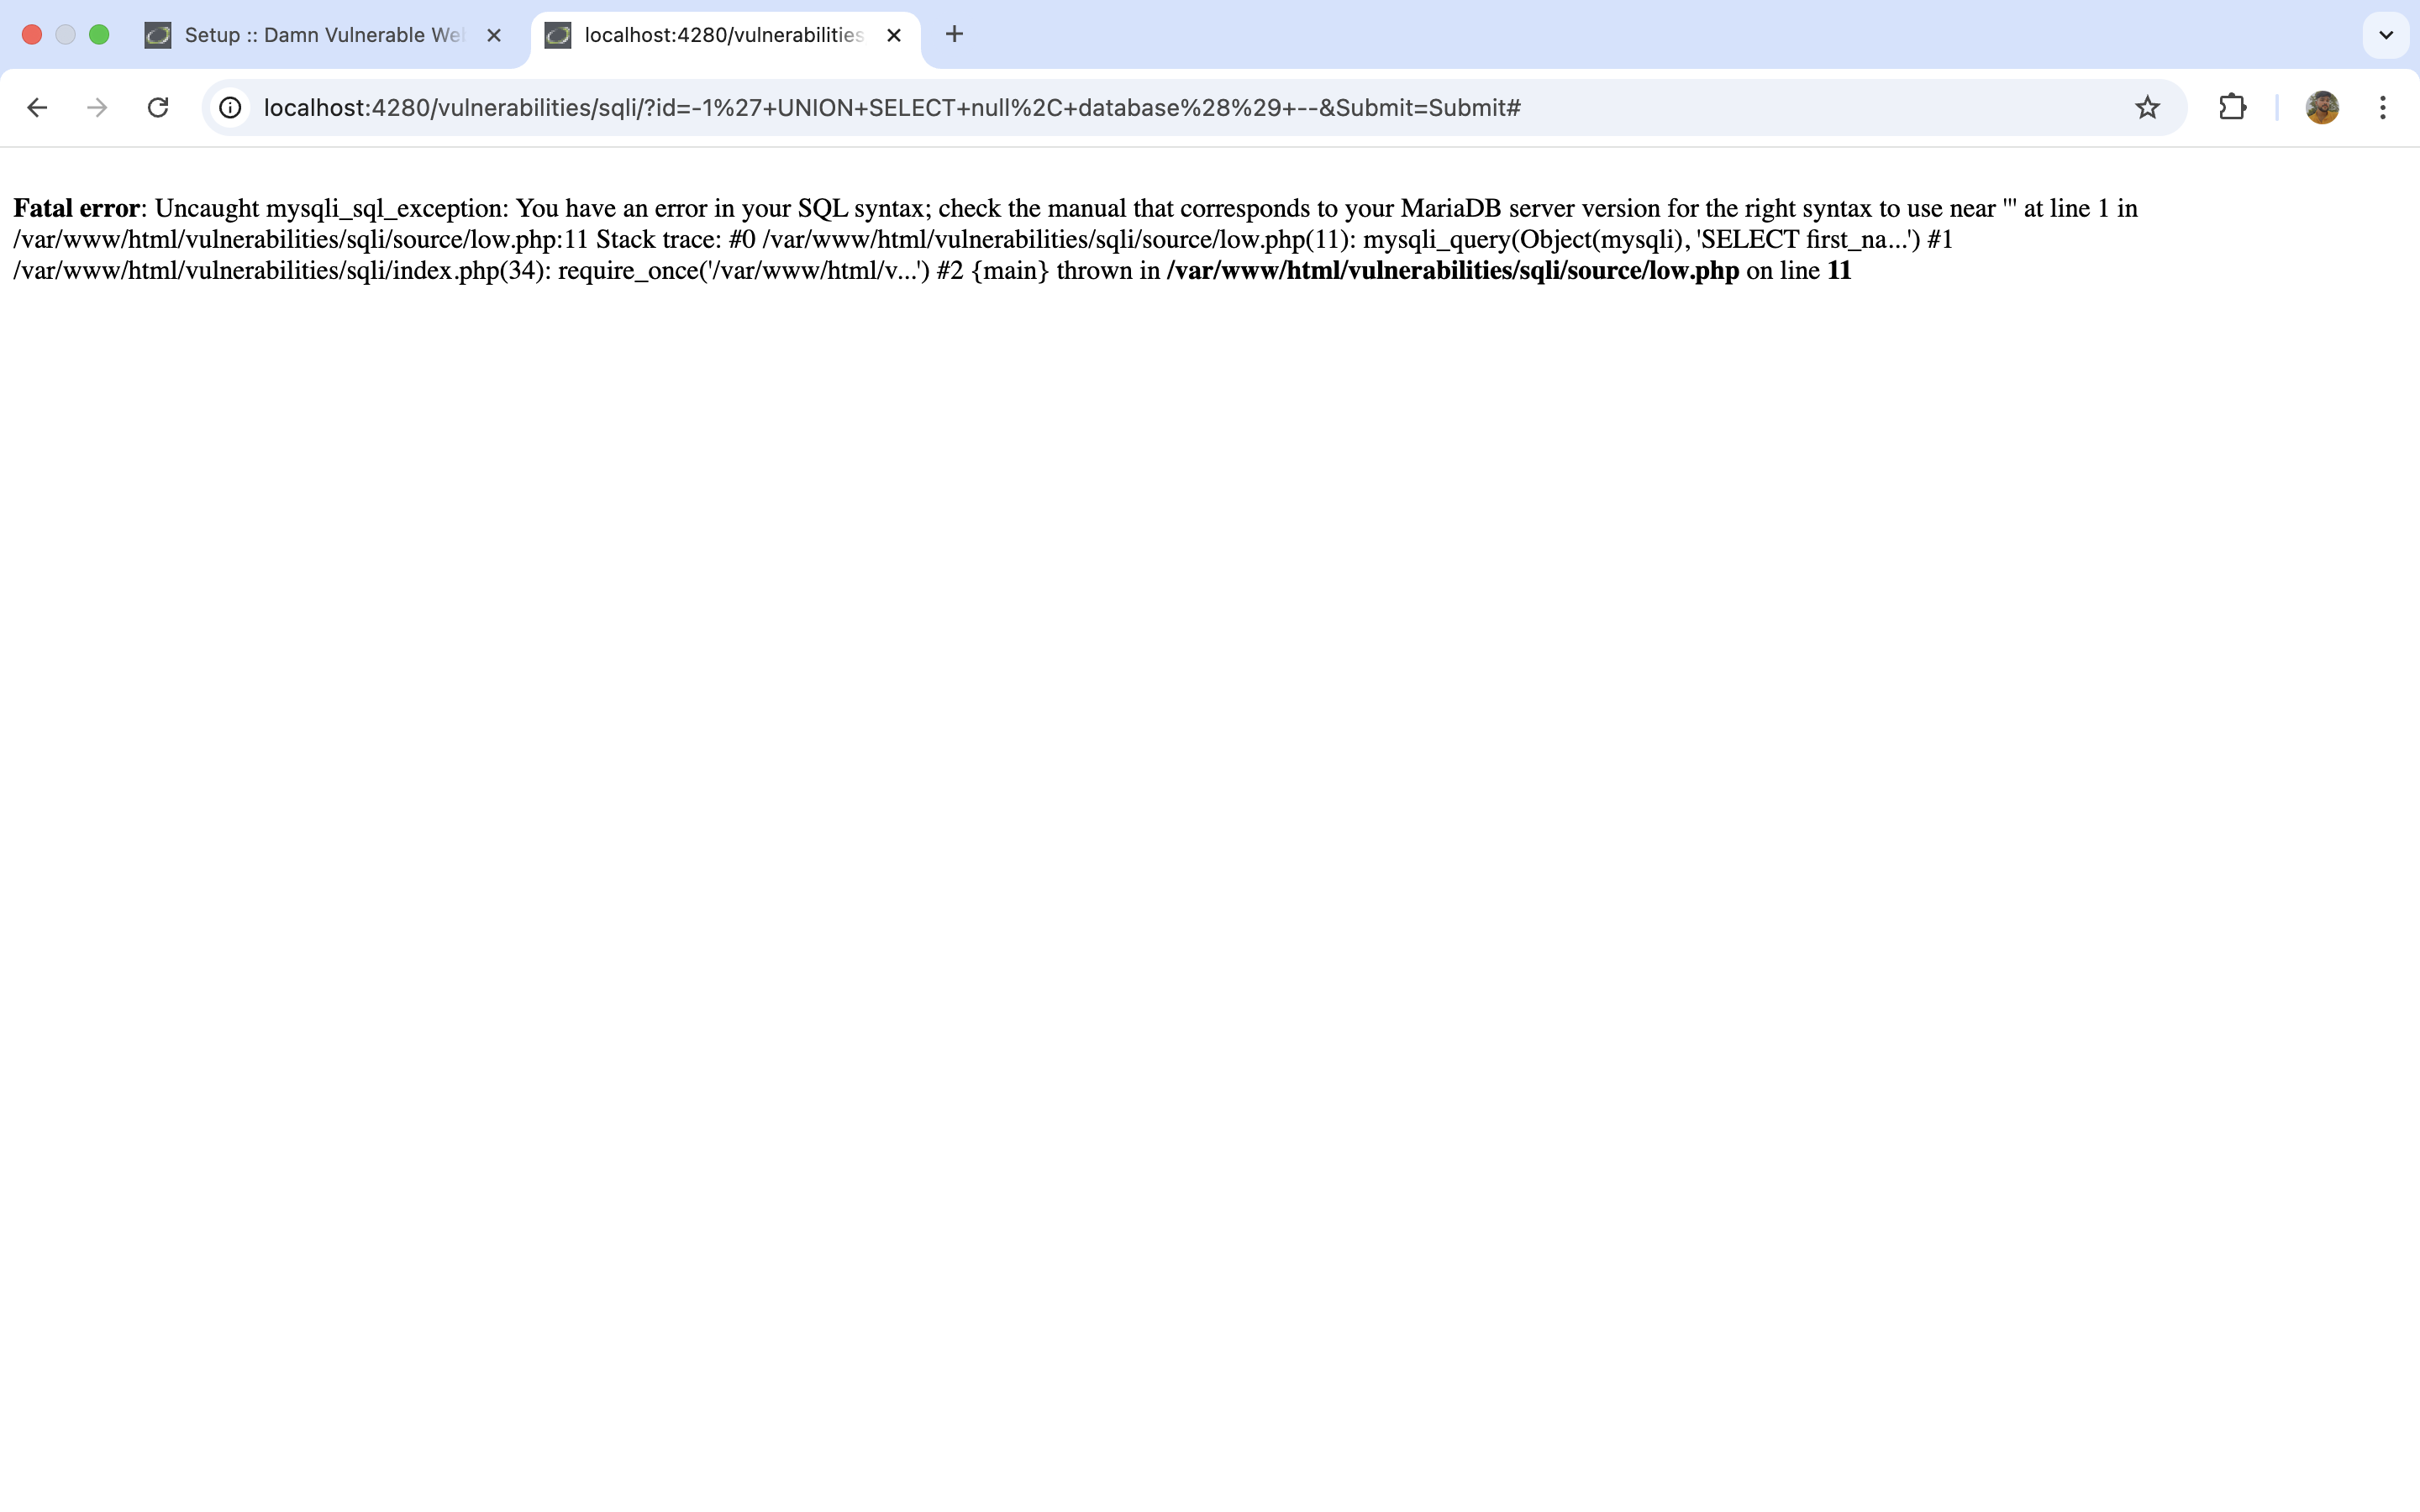 Setup :: Damn Vulnerable We
localhost:4280/vulnerabilities
localhost:4280/vulnerabilities/sqli/?id=-1%27+UNION+SELECT+null%2C+database%28%29+--&Submit=Submit#
Fatal error: Uncaught mysqli_sql_exception: You have an error in your SQL syntax; check the manual that corresponds to your MariaDB server version for the right syntax to use near ''' at line 1 in
/var/www/html/vulnerabilities/sqli/source/low.php:11 Stack trace: #0 /var/www/html/vulnerabilities/sqli/source/low.php(11): mysqli_query(Object(mysqli), 'SELECT first_na...') #1
/var/www/html/vulnerabilities/sqli/index.php(34): require_once('/var/www/html/v...') #2 {main} thrown in /var/www/html/vulnerabilities/sqli/source/low.php on line 11